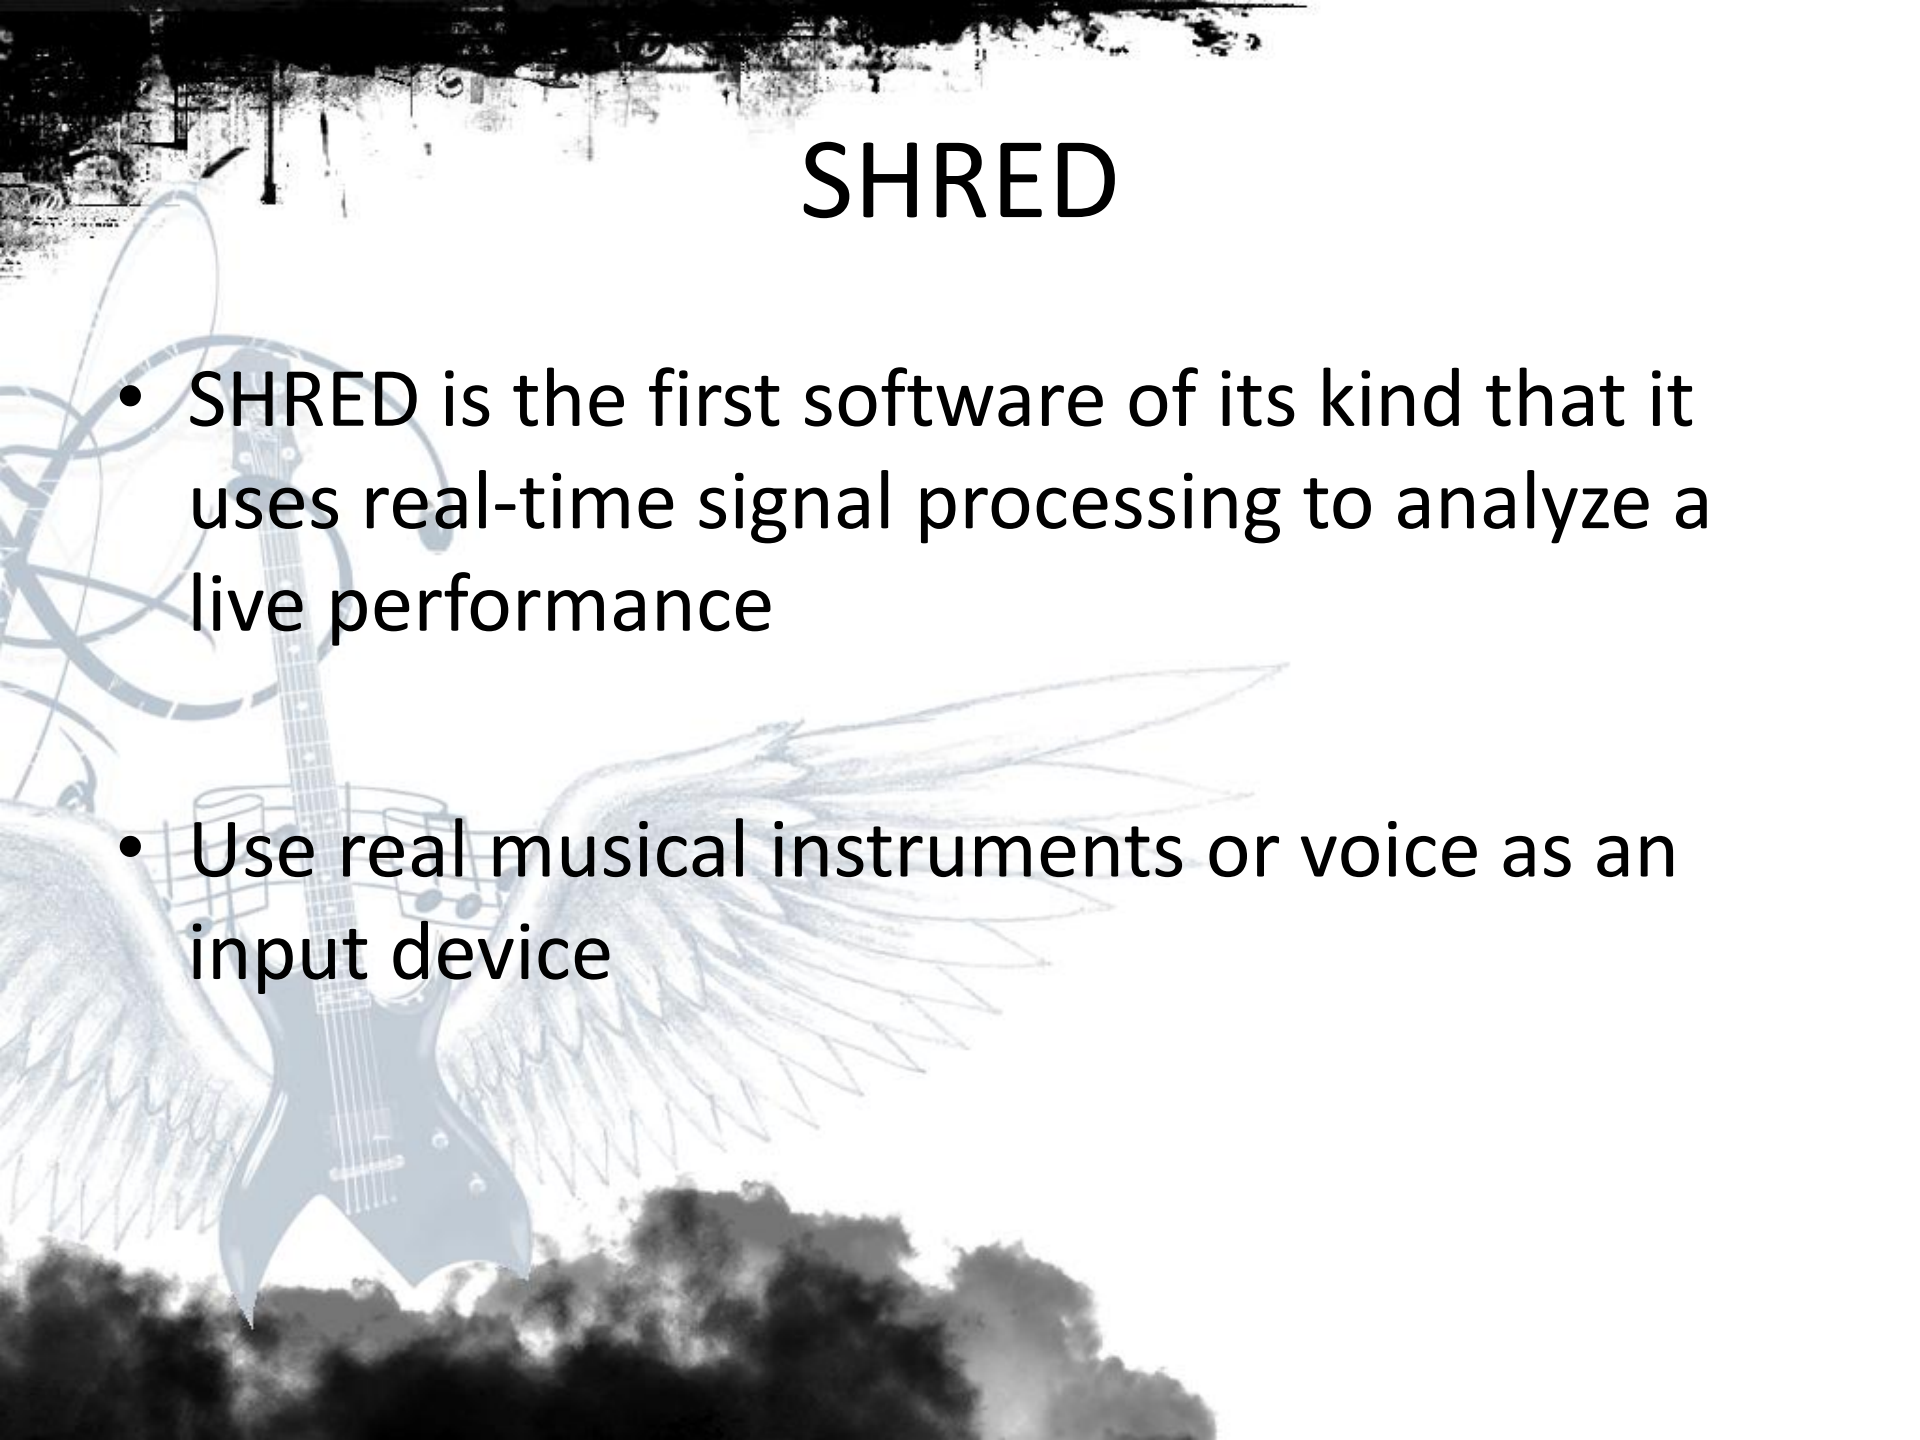 SHRED
• SHRED is the first software of its kind that it
uses real-time signal processing to analyze a
live performance
• Use real musical instruments or voice as an
input device